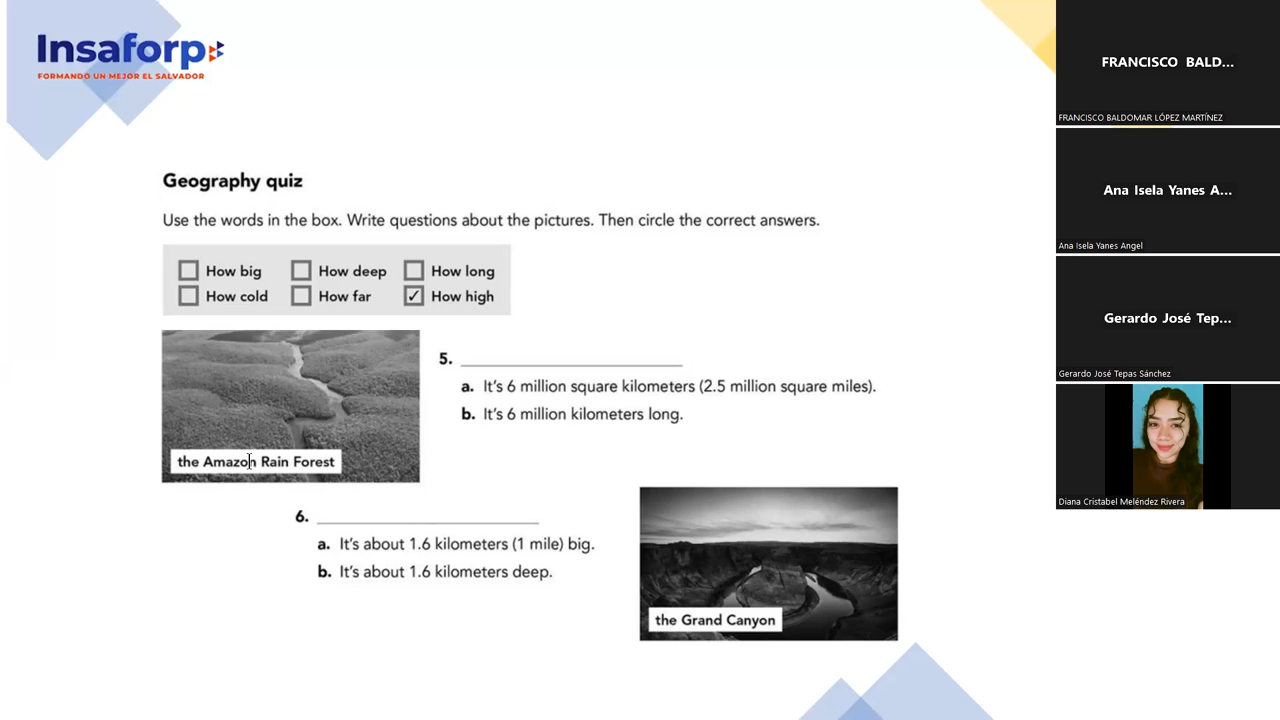 Insaforp
FORMANDO UN MEJOR EL SALVADOR
Geography quiz
Use the words in the box. Write questions about the pictures. Then circle the correct answers.
How big How deep How long
How cold How far ✓ How high
the Amazon Rain Forest
5.
a. It's 6 million square kilometers (2.5 million square miles).
b. It's 6 million kilometers long.
6.
a. It's about 1.6 kilometers (1 mile) big.
b. It's about 1.6 kilometers deep.
the Grand Canyon
FRANCISCO BALD...
FRANCISCO BALDOMAR LÓPEZ MARTÍNEZ
Ana Isela Yanes A...
Ana Isela Yanes Angel
Gerardo José Tep...
Gerardo José Tepas Sánchez
Diana Cristabel Meléndez Rivera